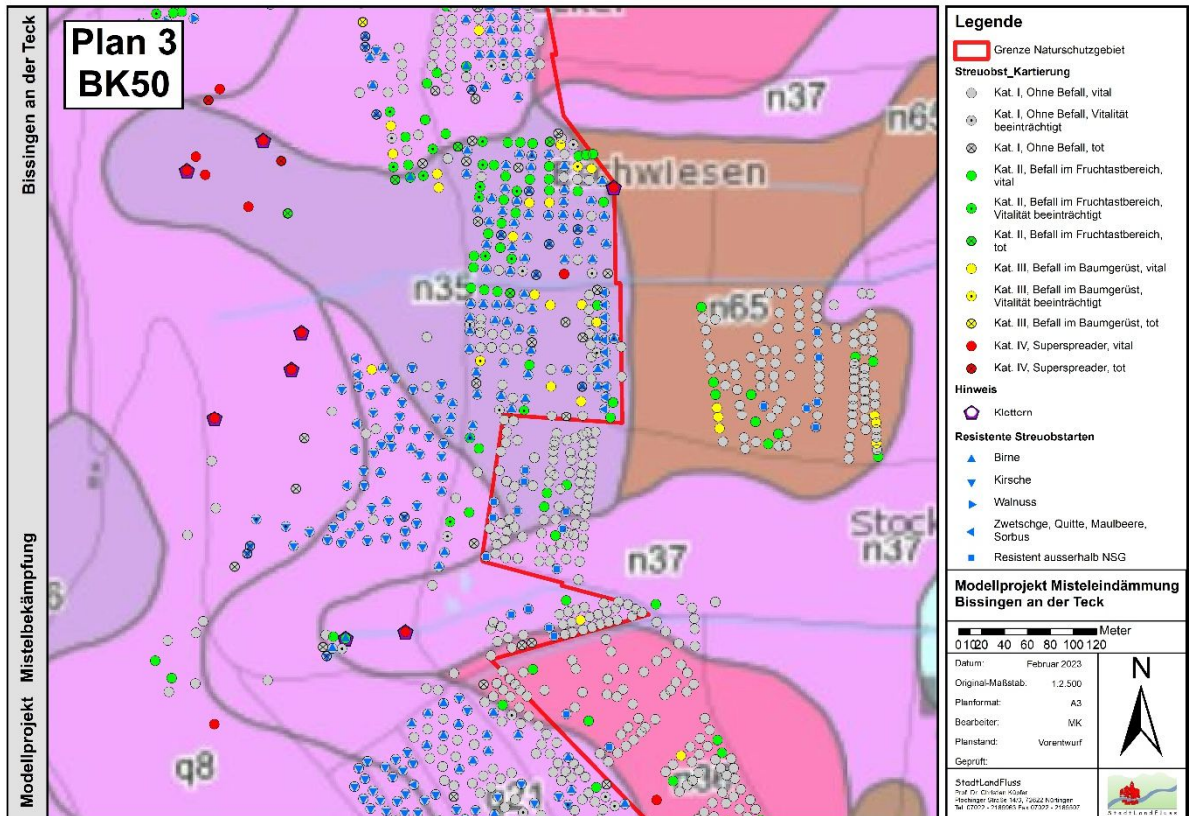 Bissingen an der Teck
Modellprojekt Mistelbekämpfung
Plan 3
BK50
n37
n65
n35
n65
n37
Stock
n37
q8
Legende
Grenze Naturschutzgebiet
Streuobst_Kartierung
Kat. I, Ohne Befall, vital
Kat. I, Ohne Befall, Vitalität
beeinträchtigt
Kat. I, Ohne Befall, tot
Kat. II, Befall im Fruchtastbereich,
vital
Kat. II, Befall im Fruchtastbereich,
Vitalität beeinträchtigt
Kat. II, Befall im Fruchtastbereich,
tot
Kat. III, Befall im Baumgerüst, vital
Kat. III, Befall im Baumgerüst,
Vitalität beeinträchtigt
Kat. III, Befall im Baumgerüst, tot
Kat. IV, Superspreader, vital
Kat. IV, Superspreader, tot
Hinweis
Klettern
Resistente Streuobstarten
Birne
Kirsche
Walnuss
Zwetschge, Quitte, Maulbeere,
Sorbus
Resistent ausserhalb NSG
Modellprojekt Misteleindämmung
Bissingen an der Teck
Meter
0 10 20 40 60 80 100 120
Datum: Februar 2023
Original-Maßstab: 1:2.500
Planformat: A3
Bearbeiter: MK
Planstand: Vorentwurf
Geprüft:
N
StadtLandFluss
Prof. Dr. Christian Küpfer
StadtLandFluss